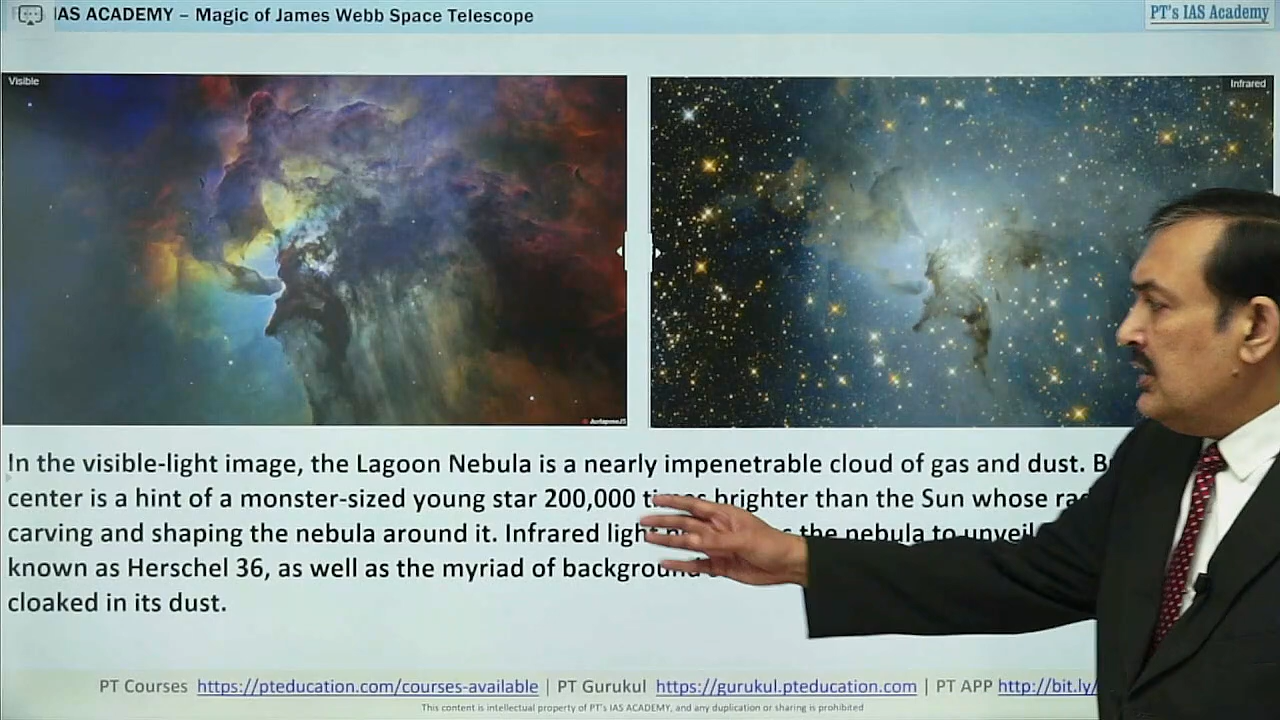 IAS ACADEMY – Magic of James Webb Space Telescope
PT's IAS Academy
Visible
Infrared
In the visible-light image, the Lagoon Nebula is a nearly impenetrable cloud of gas and dust.
center is a hint of a monster-sized young star 200,000 times brighter than the Sun whose
carving and shaping the nebula around it. Infrared light the nebula to unveil
known as Herschel 36, as well as the myriad of background
cloaked in its dust.
PT Courses https://pteducation.com/courses-available | PT Gurukul https://gurukul.pteducation.com | PT APP http://bit.ly/
This content is intellectual property of PT's IAS ACADEMY, and any duplication or sharing is prohibited